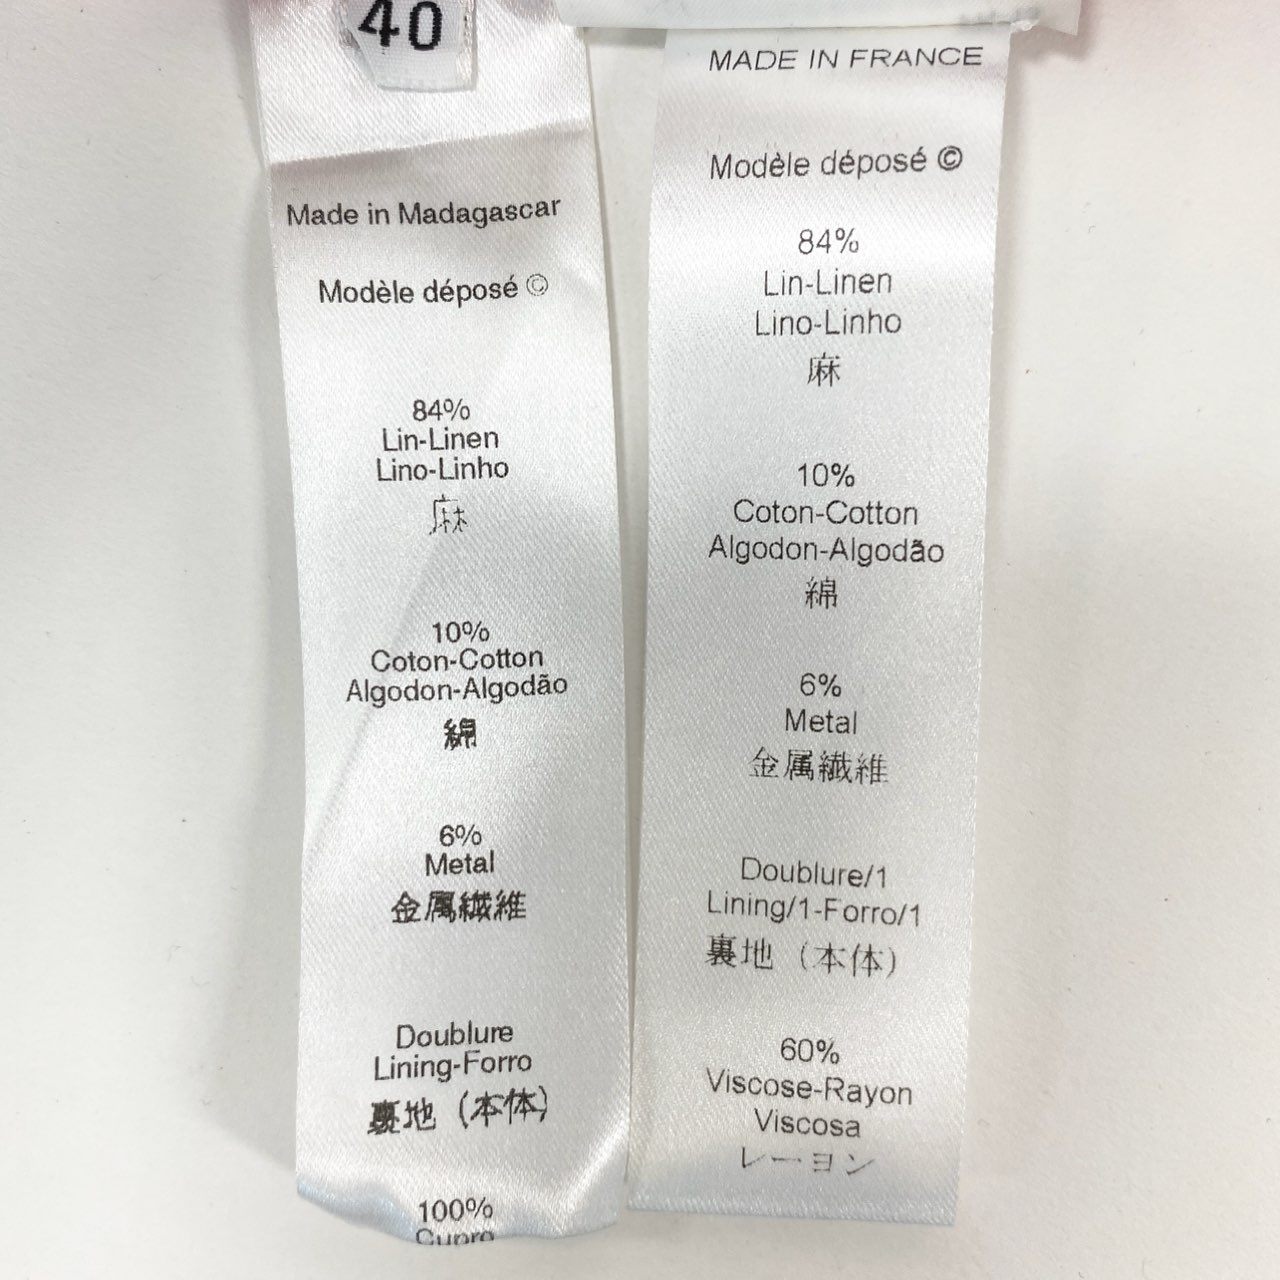 40
Made in Madagascar
Modèle déposé ©
84%
Lin-Linen
Lino-Linho
麻
10%
Coton-Cotton
Algodon-Algodão
綿
6%
Metal
金属繊維
Doublure
Lining-Forro
裏地 (本体)
100%
Cupro
MADE IN FRANCE
Modèle déposé ©
84%
Lin-Linen
Lino-Linho
麻
10%
Coton-Cotton
Algodon-Algodão
綿
6%
Metal
金属繊維
Doublure/1
Lining/1-Forro/1
裏地 (本体)
60%
Viscose-Rayon
Viscosa
レーヨン